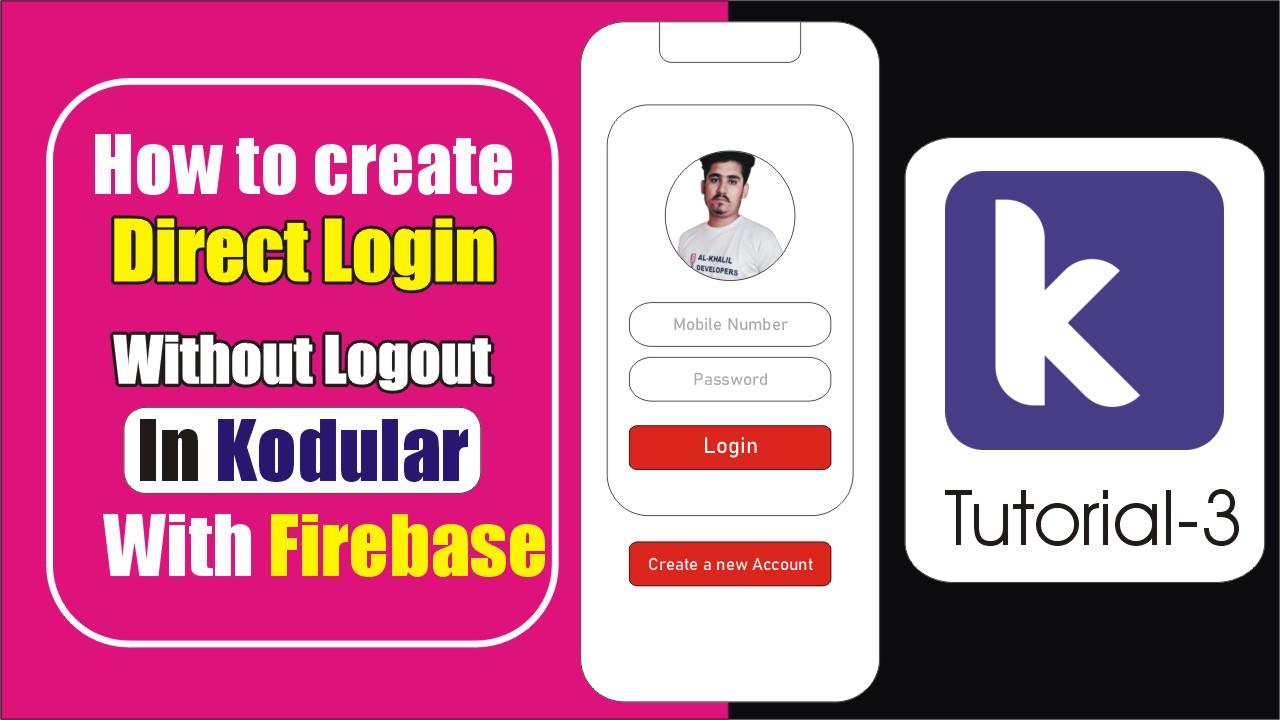 How to create
Direct Login
Without Logout
In Kodular
With Firebase
AL-KHALIL
DEVELOPERS
Mobile Number
Password
Login
Create a new Account
k
Tutorial-3